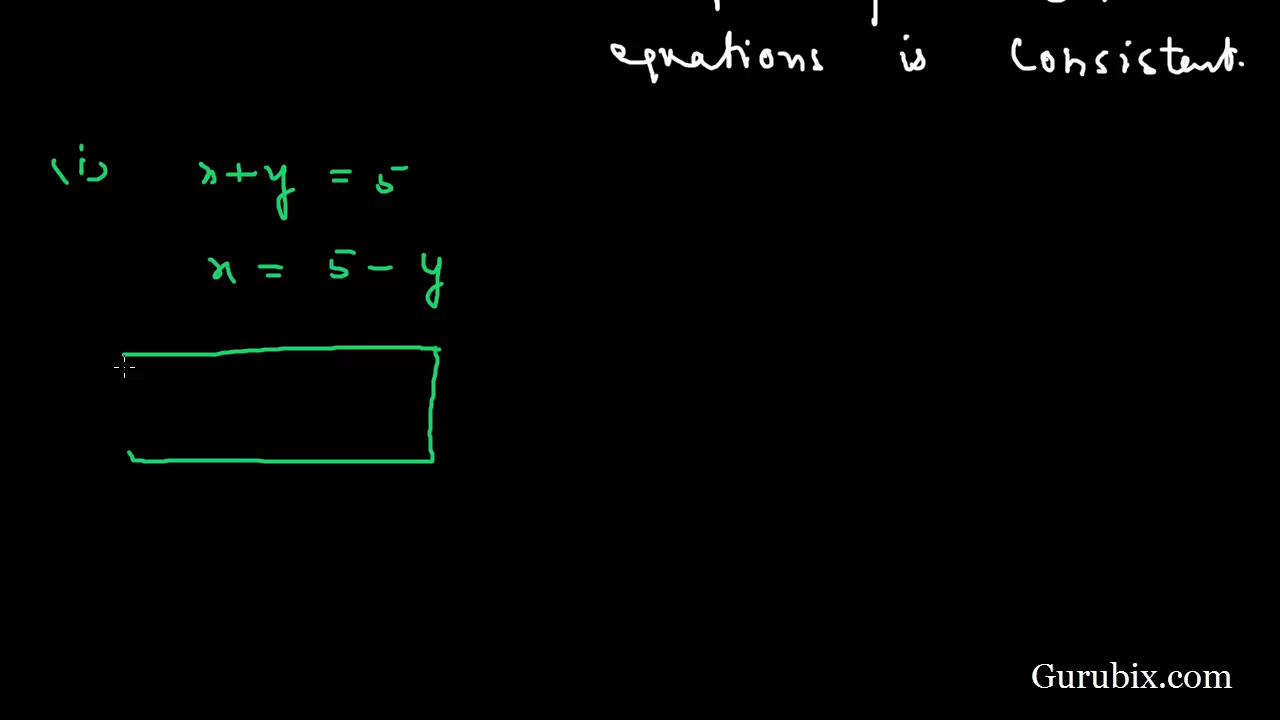 equations is consistent.
(i) x+y = 5
x = 5 - y
Gurubix.com